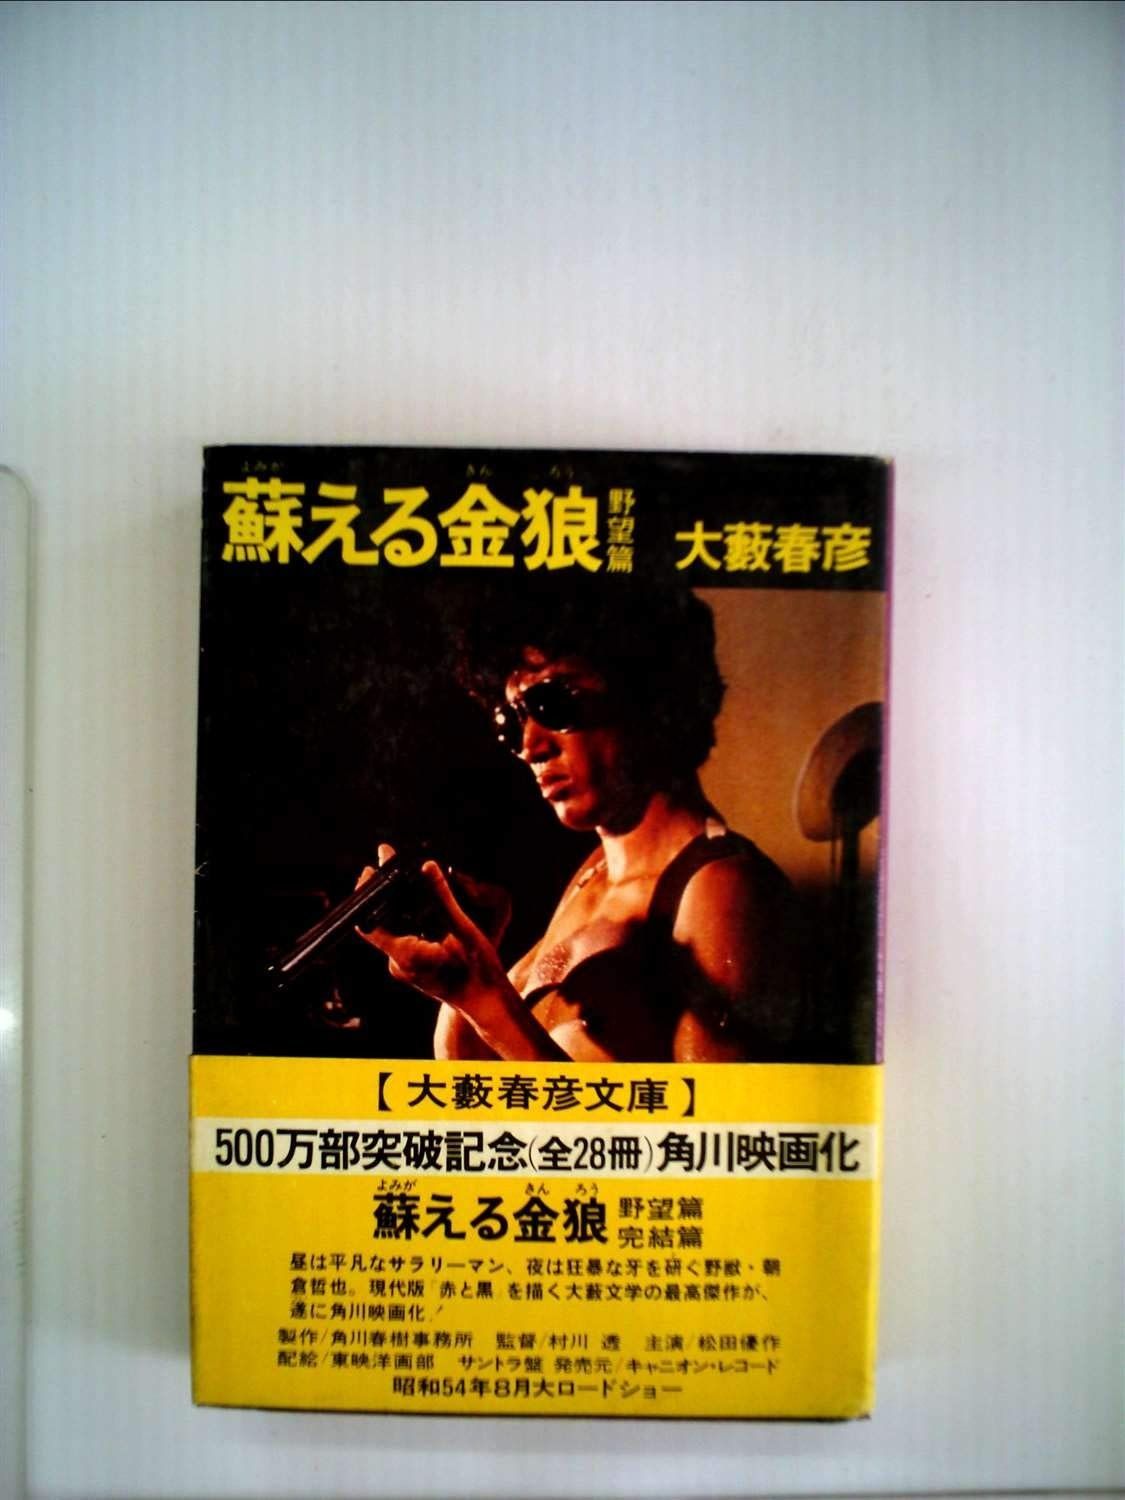 よみが きん ろう
蘇える金狼 野望篇 大藪春彦
【大藪春彦文庫】
500万部突破記念(全28冊)角川映画化
よみが きん ろう
蘇える金狼 野望篇
完結篇
昼は平凡なサラリーマン、夜は狂暴な牙を研ぐ野獣・朝
倉哲也。現代版「赤と黒」を描く大藪文学の最高傑作が、
遂に角川映画化!
製作/角川春樹事務所 監督/村川 透 主演/松田優作
配給/東映洋画部 サントラ盤 発売元/キャニオン・レコード
昭和54年8月大ロードショー